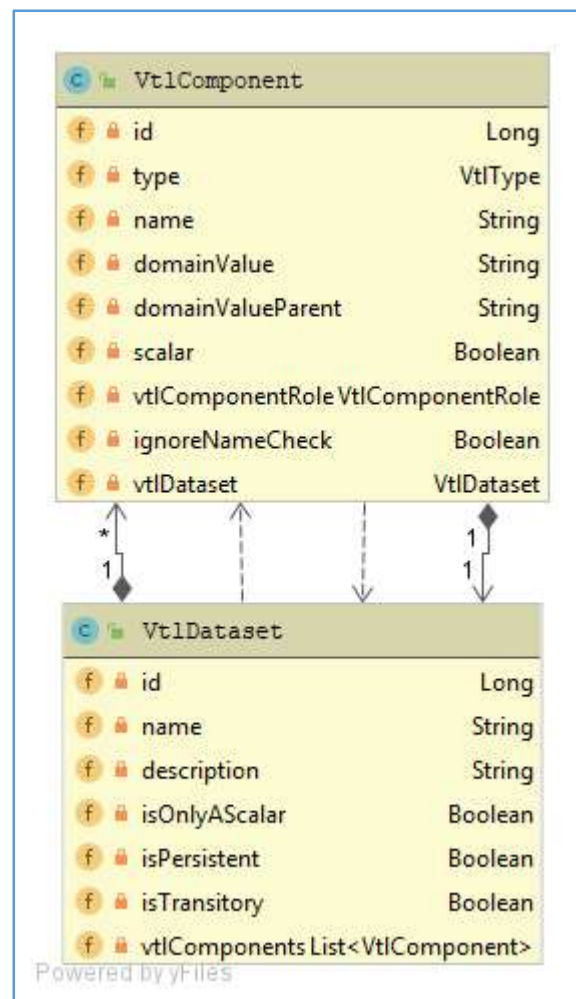 C VtlComponent
f id Long
f type VtlType
f name String
f domainValue String
f domainValueParent String
f scalar Boolean
f vtlComponentRole VtlComponentRole
f ignoreNameCheck Boolean
f vtlDataset VtlDataset
* 1
1 1
C VtlDataset
f id Long
f name String
f description String
f isOnlyAScalar Boolean
f isPersistent Boolean
f isTransitory Boolean
f vtlComponents List<VtlComponent>
Powered by yFiles